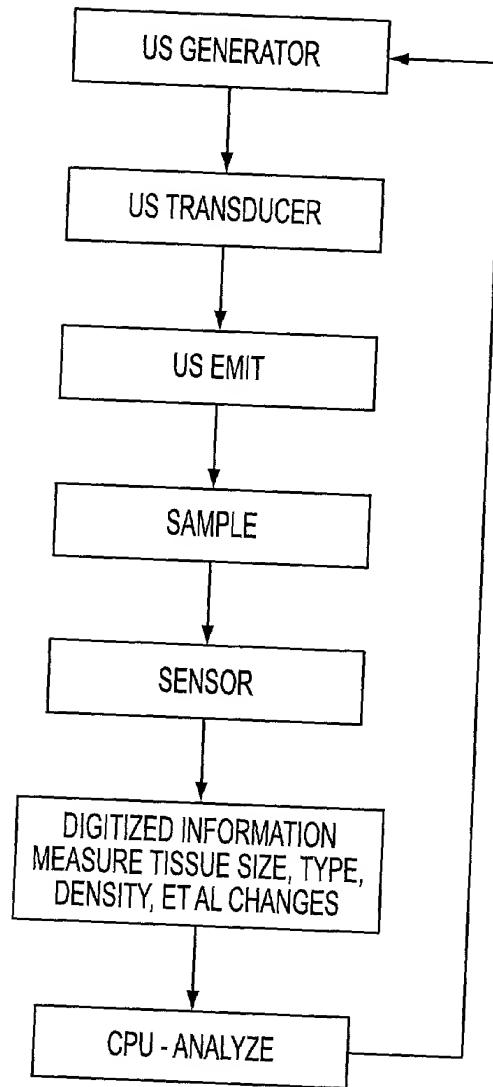 US GENERATOR
US TRANSDUCER
US EMIT
SAMPLE
SENSOR
DIGITIZED INFORMATION
MEASURE TISSUE SIZE, TYPE,
DENSITY, ET AL CHANGES
CPU - ANALYZE